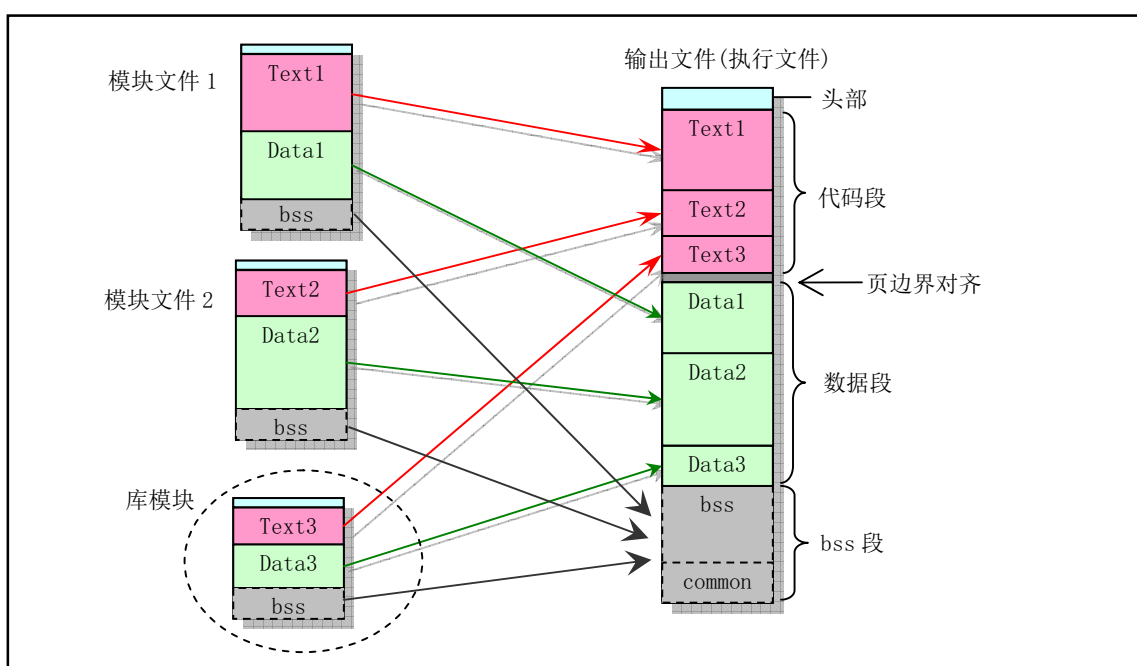 模块文件 1
Text1
Data1
bss
模块文件 2
Text2
Data2
bss
库模块
Text3
Data3
bss
输出文件(执行文件)
头部
Text1
Text2
Text3
代码段
页边界对齐
Data1
Data2
Data3
数据段
bss
common
bss 段